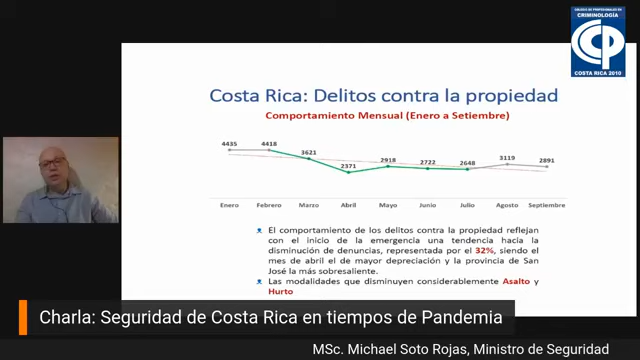 COLEGIO DE PROFESIONALES EN
CRIMINOLOGÍA
COSTA RICA 2010
Costa Rica: Delitos contra la propiedad
Comportamiento Mensual (Enero a Setiembre)
4435 4418 3621 2371 2918 2722 2648 3119 2891
Enero Febrero Marzo Abril Mayo Junio Julio Agosto Septiembre
El comportamiento de los delitos contra la propiedad reflejan
con el inicio de la emergencia una tendencia hacia la
disminución de denuncias, representada por el 32%, siendo el
mes de abril el de mayor depreciación y la provincia de San
José la más sobresaliente.
Las modalidades que disminuyen considerablemente Asalto y
Hurto
Charla: Seguridad de Costa Rica en tiempos de Pandemia
MSc. Michael Soto Rojas, Ministro de Seguridad